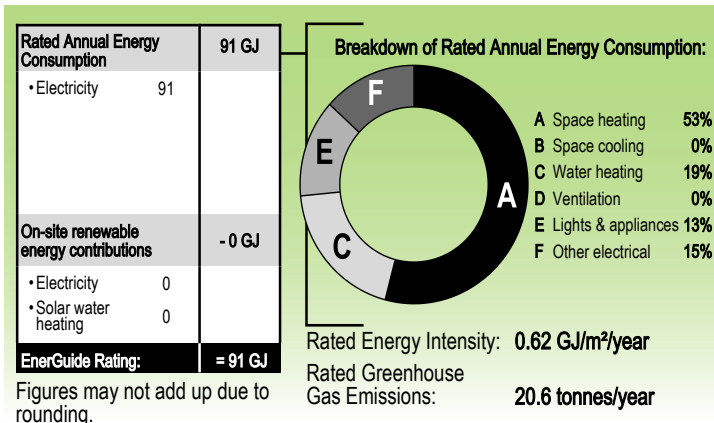 Rated Annual Energy
Consumption
91 GJ
• Electricity 91
On-site renewable
energy contributions
- 0 GJ
• Electricity 0
• Solar water
heating 0
EnerGuide Rating: = 91 GJ
Figures may not add up due to
rounding.
Breakdown of Rated Annual Energy Consumption:
F
E
A
C
A Space heating 53%
B Space cooling 0%
C Water heating 19%
D Ventilation 0%
E Lights & appliances 13%
F Other electrical 15%
Rated Energy Intensity: 0.62 GJ/m²/year
Rated Greenhouse
Gas Emissions: 20.6 tonnes/year